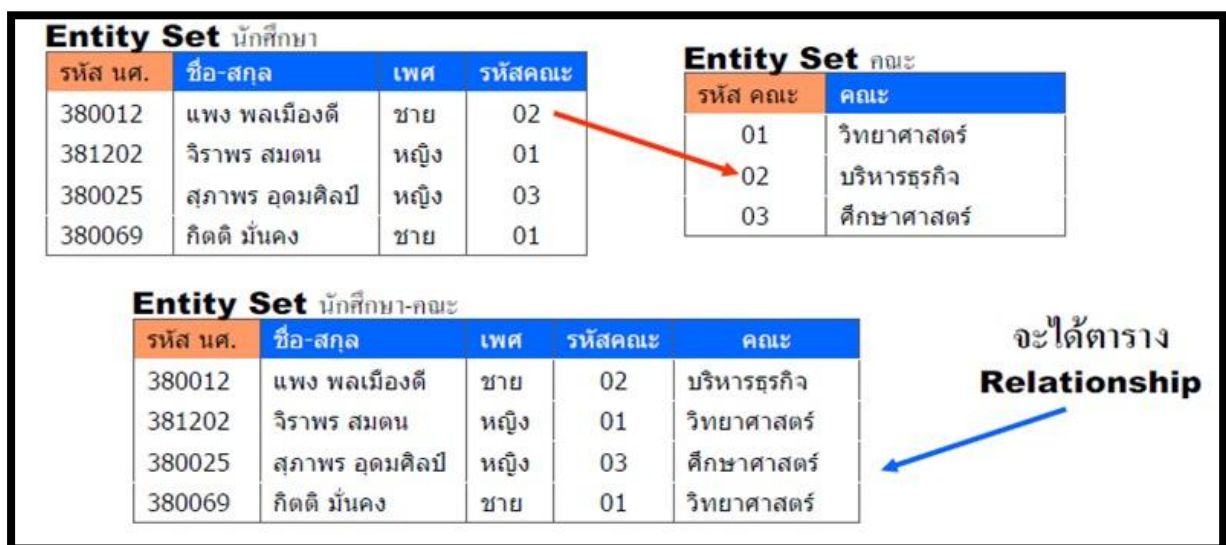 Entity Set นักศึกษา
รหัส นศ. ชื่อ-สกุล เพศ รหัสคณะ
380012 แพง พลเมืองดี ชาย 02
381202 จิราพร สมตน หญิง 01
380025 สุภาพร อุดมศิลป์ หญิง 03
380069 กิตติ มั่นคง ชาย 01
Entity Set คณะ
รหัส คณะ คณะ
01 วิทยาศาสตร์
02 บริหารธุรกิจ
03 ศึกษาศาสตร์
Entity Set นักศึกษา-คณะ
รหัส นศ. ชื่อ-สกุล เพศ รหัสคณะ คณะ
380012 แพง พลเมืองดี ชาย 02 บริหารธุรกิจ
381202 จิราพร สมตน หญิง 01 วิทยาศาสตร์
380025 สุภาพร อุดมศิลป์ หญิง 03 ศึกษาศาสตร์
380069 กิตติ มั่นคง ชาย 01 วิทยาศาสตร์
จะได้ตาราง
Relationship